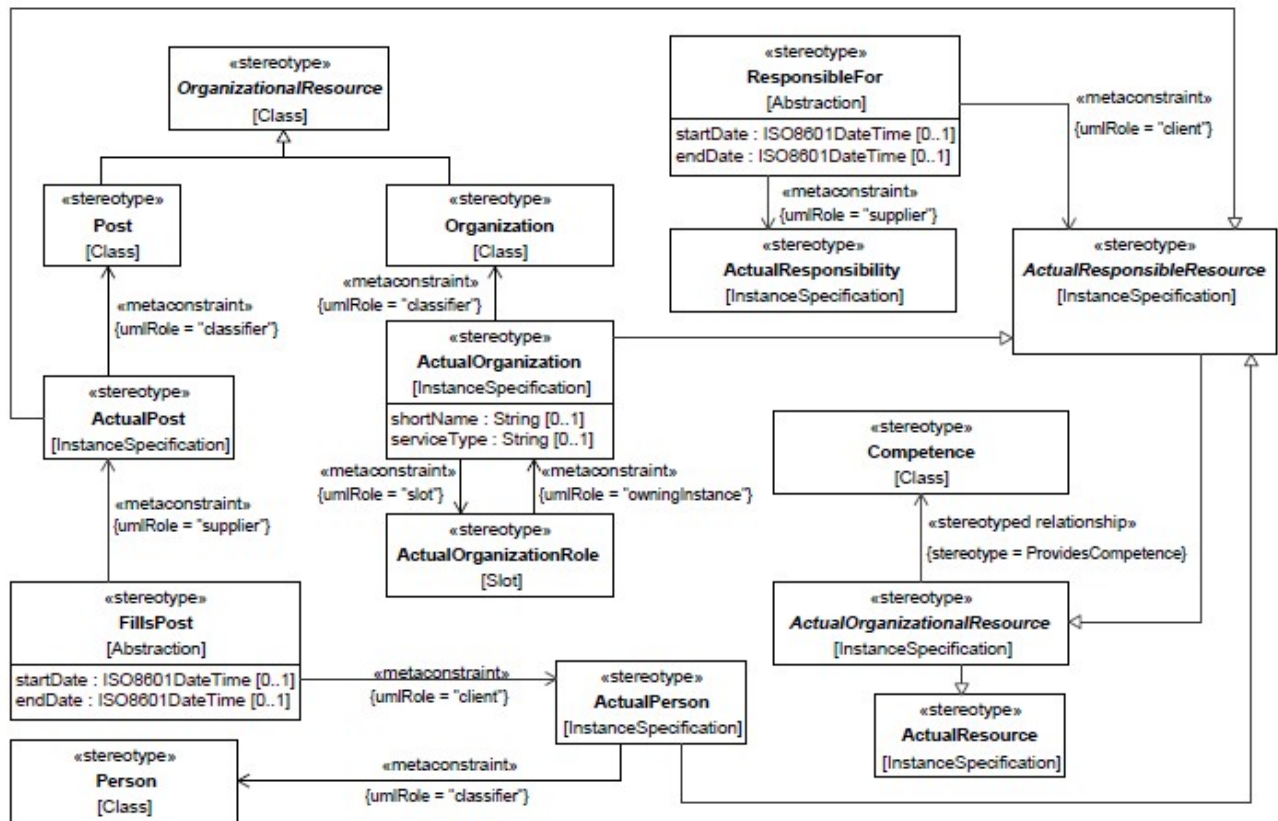 «stereotype»
OrganizationalResource
[Class]
«stereotype»
ResponsibleFor
[Abstraction]
startDate : ISO8601DateTime [0..1]
endDate : ISO8601DateTime [0..1]
«metaconstraint»
{umlRole = "client"}
«stereotype»
Post
[Class]
«stereotype»
Organization
[Class]
«metaconstraint»
{umlRole = "supplier"}
«stereotype»
ActualResponsibility
[InstanceSpecification]
«stereotype»
ActualResponsibleResource
[InstanceSpecification]
«metaconstraint»
{umlRole = "classifier"}
«metaconstraint»
{umlRole = "classifier"}
«stereotype»
ActualOrganization
[InstanceSpecification]
shortName : String [0..1]
serviceType : String [0..1]
«stereotype»
ActualPost
[InstanceSpecification]
«stereotype»
Competence
[Class]
«metaconstraint»
{umlRole = "slot"}
«metaconstraint»
{umlRole = "owningInstance"}
«metaconstraint»
{umlRole = "supplier"}
«stereotype»
ActualOrganizationRole
[Slot]
«stereotyped relationship»
{stereotype = ProvidesCompetence}
«stereotype»
FillsPost
[Abstraction]
startDate : ISO8601DateTime [0..1]
endDate : ISO8601DateTime [0..1]
«stereotype»
ActualOrganizationalResource
[InstanceSpecification]
«metaconstraint»
{umlRole = "client"}
«stereotype»
ActualPerson
[InstanceSpecification]
«stereotype»
ActualResource
[InstanceSpecification]
«stereotype»
Person
[Class]
«metaconstraint»
{umlRole = "classifier"}